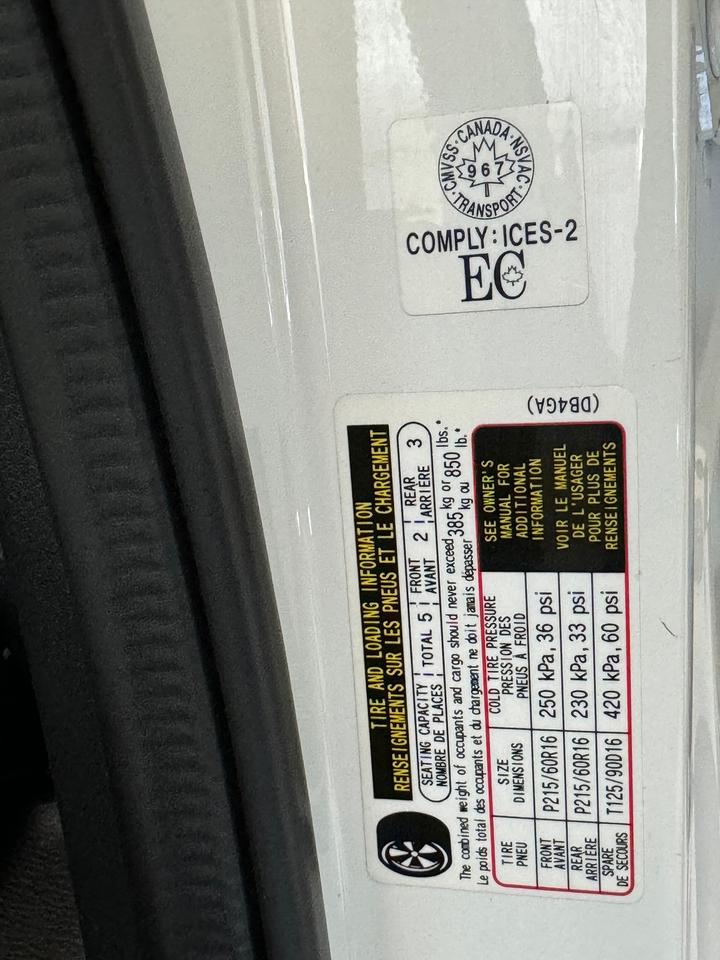 CMVSS · CANADA · NSVAC · TRANSPORT
967
COMPLY:ICES-2
EC
(DB4GA)
TIRE AND LOADING INFORMATION
RENSEIGNEMENTS SUR LES PNEUS ET LE CHARGEMENT
SEATING CAPACITY TOTAL 5 FRONT 2 REAR 3
NOMBRE DE PLACES AVANT ARRIÈRE
The combined weight of occupants and cargo should never exceed 385 kg or 850 lbs.*
Le poids total des occupants et du chargement ne doit jamais dépasser kg ou lb.*
TIRE SIZE COLD TIRE PRESSURE
PNEU DIMENSIONS PRESSION DES
PNEUS À FROID
FRONT P215/60R16 250 kPa, 36 psi
AVANT
REAR P215/60R16 230 kPa, 33 psi
ARRIÈRE
SPARE T125/90D16 420 kPa, 60 psi
DE SECOURS
SEE OWNER'S
MANUAL FOR
ADDITIONAL
INFORMATION
VOIR LE MANUEL
DE L'USAGER
POUR PLUS DE
RENSEIGNEMENTS